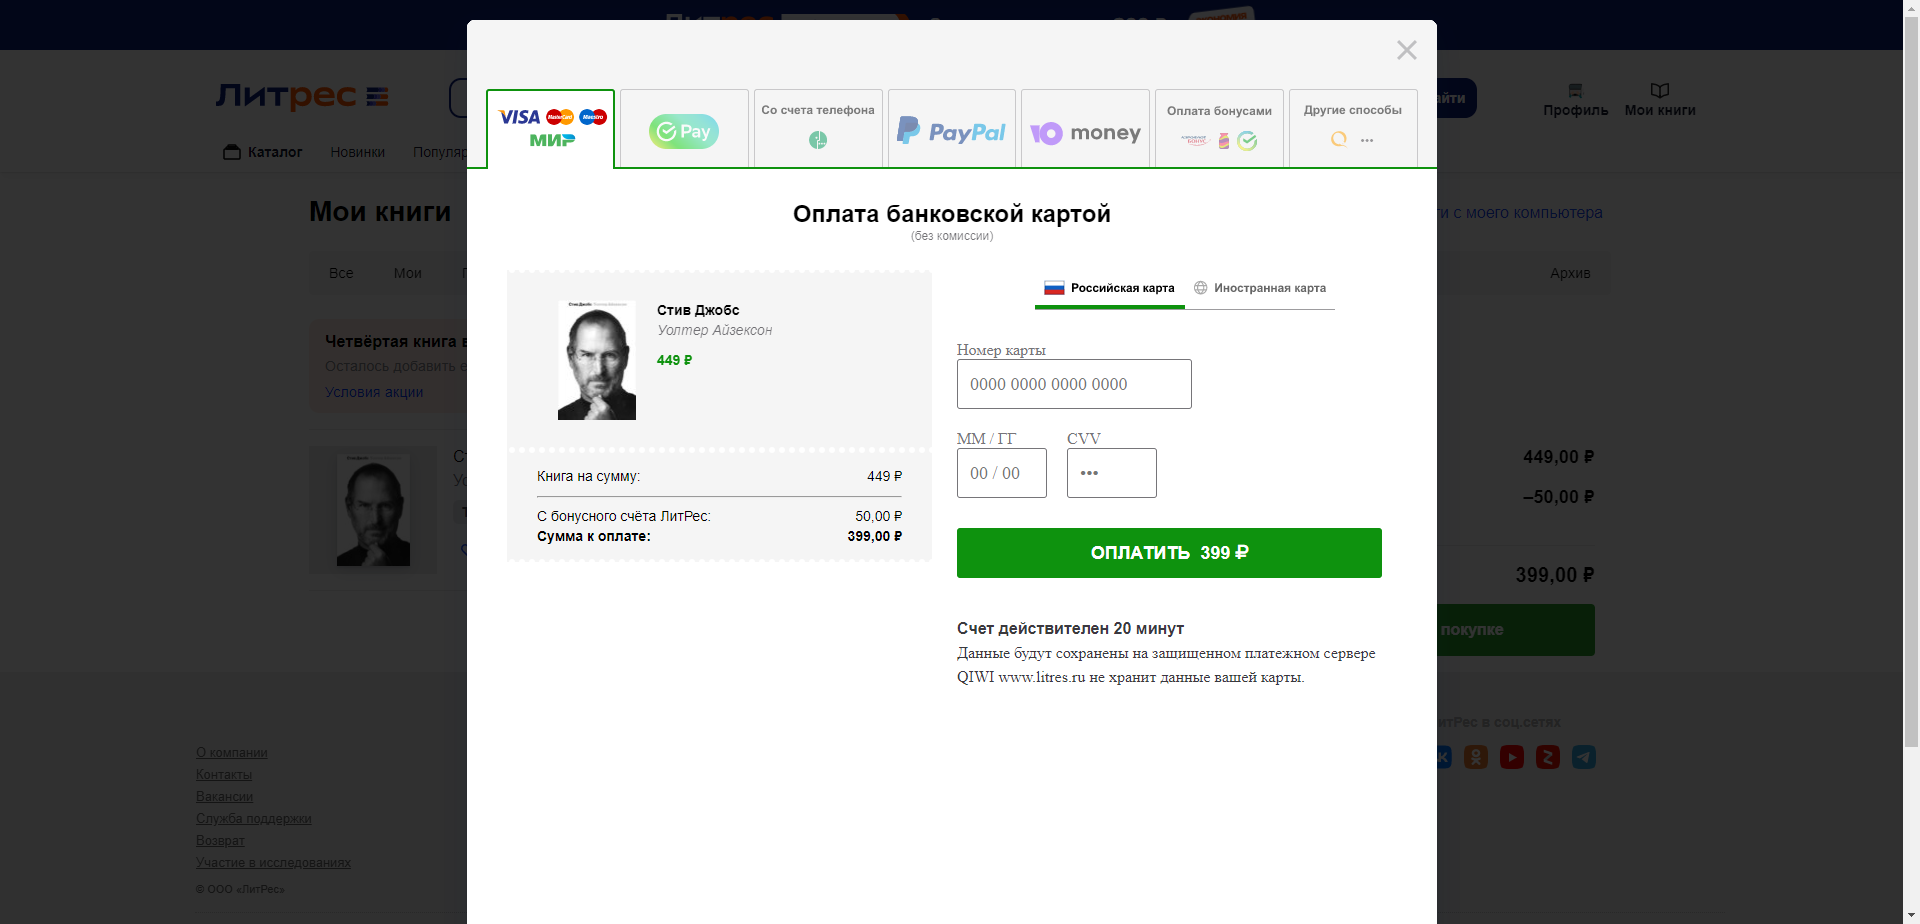 ЛитРес
Профиль
Мои книги
Каталог
Новинки
VISA MasterCard Maestro
МИР
Pay
Со счета телефона
PayPal
Ю money
Оплата бонусами
Другие способы
Мои книги
Оплата банковской картой
(без комиссии)
с моего компьютера
Все
Мои
Архив
Российская карта
Иностранная карта
Стив Джобс
Уолтер Айзексон
449 ₽
Четвёртая книга в
Осталось добавить
Условия акции
Номер карты
0000 0000 0000 0000
ММ / ГГ
CVV
00 / 00
•••
Книга на сумму:
449 ₽
С бонусного счёта ЛитРес:
50,00 ₽
Сумма к оплате:
399,00 ₽
449,00 ₽
–50,00 ₽
399,00 ₽
покупке
ОПЛАТИТЬ 399 ₽
Счет действителен 20 минут
Данные будут сохранены на защищенном платежном сервере
QIWI www.litres.ru не хранит данные вашей карты.
в соц.сетях
О компании
Контакты
Вакансии
Служба поддержки
Возврат
Участие в исследованиях
© ООО «ЛитРес»